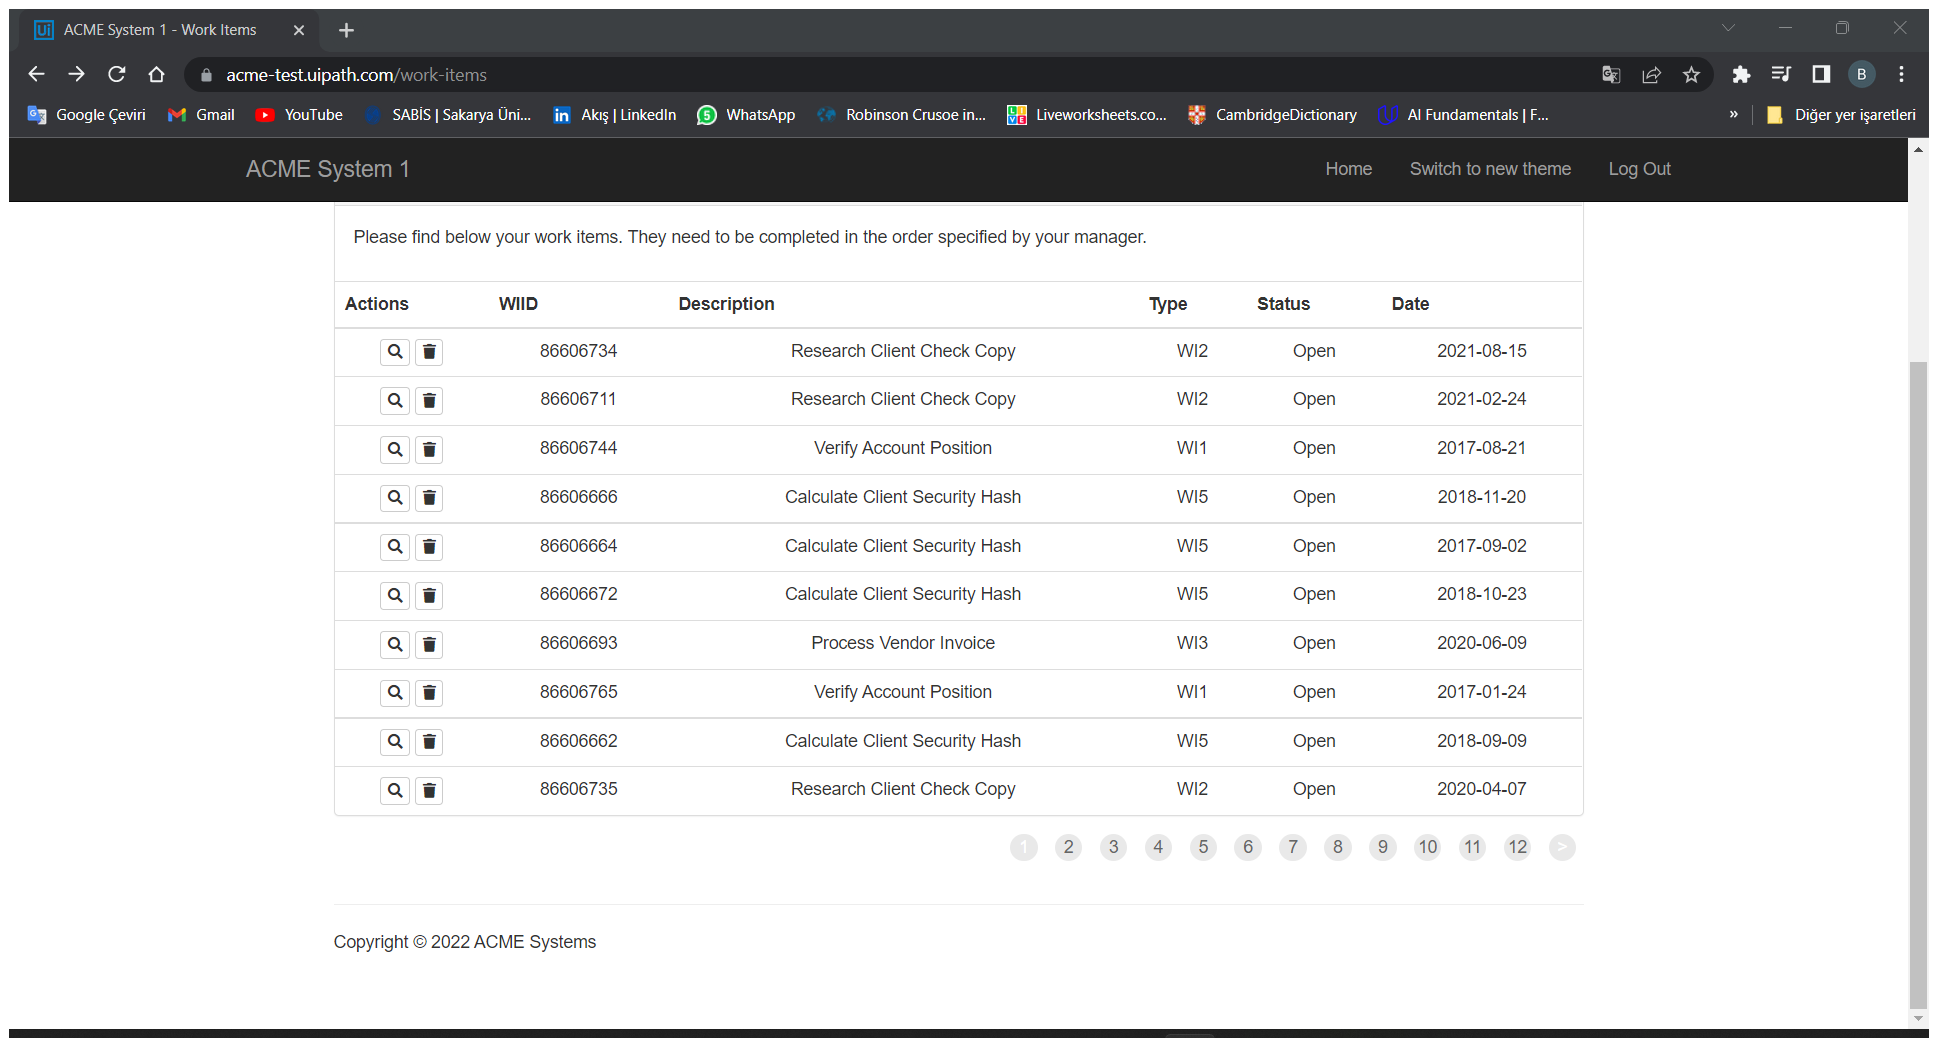 ACME System 1 - Work Items
acme-test.uipath.com/work-items
B
Google Çeviri Gmail YouTube SABİS | Sakarya Üni... Akış | LinkedIn WhatsApp Robinson Crusoe in... Liveworksheets.co... CambridgeDictionary AI Fundamentals | F... » Diğer yer işaretleri
ACME System 1 Home Switch to new theme Log Out
Please find below your work items. They need to be completed in the order specified by your manager.
Actions WIID Description Type Status Date
86606734 Research Client Check Copy WI2 Open 2021-08-15
86606711 Research Client Check Copy WI2 Open 2021-02-24
86606744 Verify Account Position WI1 Open 2017-08-21
86606666 Calculate Client Security Hash WI5 Open 2018-11-20
86606664 Calculate Client Security Hash WI5 Open 2017-09-02
86606672 Calculate Client Security Hash WI5 Open 2018-10-23
86606693 Process Vendor Invoice WI3 Open 2020-06-09
86606765 Verify Account Position WI1 Open 2017-01-24
86606662 Calculate Client Security Hash WI5 Open 2018-09-09
86606735 Research Client Check Copy WI2 Open 2020-04-07
1 2 3 4 5 6 7 8 9 10 11 12 >
Copyright © 2022 ACME Systems